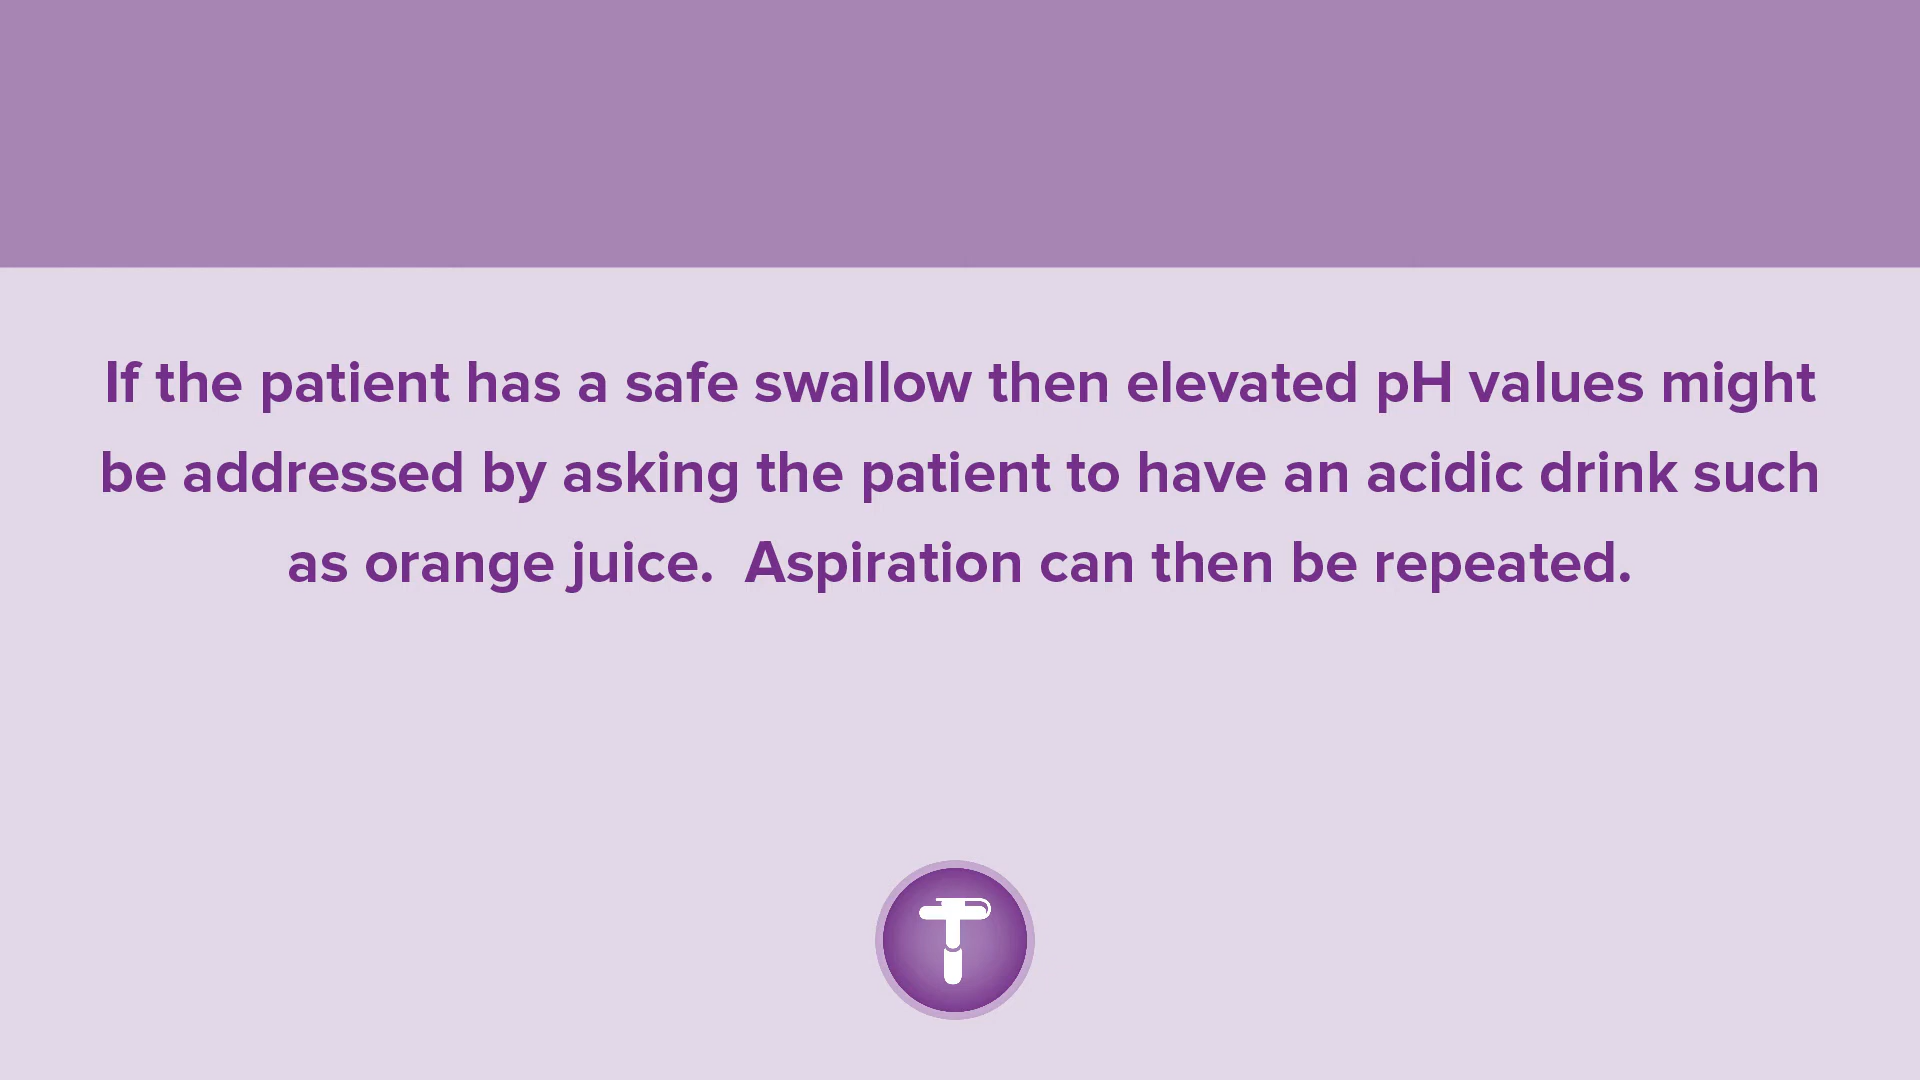 If the patient has a safe swallow then elevated pH values might
be addressed by asking the patient to have an acidic drink such
as orange juice.  Aspiration can then be repeated.